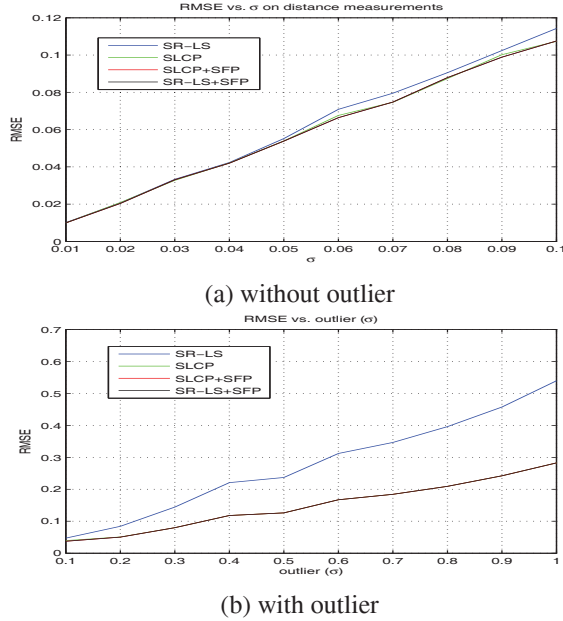 RMSE vs. σ on distance measurements
0.12
0.1
0.08
0.06
0.04
0.02
0
RMSE
SR−LS
SLCP
SLCP+SFP
SR−LS+SFP
0.01 0.02 0.03 0.04 0.05 0.06 0.07 0.08 0.09 0.1
σ
(a) without outlier
RMSE vs. outlier (σ)
0.7
0.6
0.5
0.4
0.3
0.2
0.1
0
RMSE
SR−LS
SLCP
SLCP+SFP
SR−LS+SFP
0.1 0.2 0.3 0.4 0.5 0.6 0.7 0.8 0.9 1
outlier (σ)
(b) with outlier